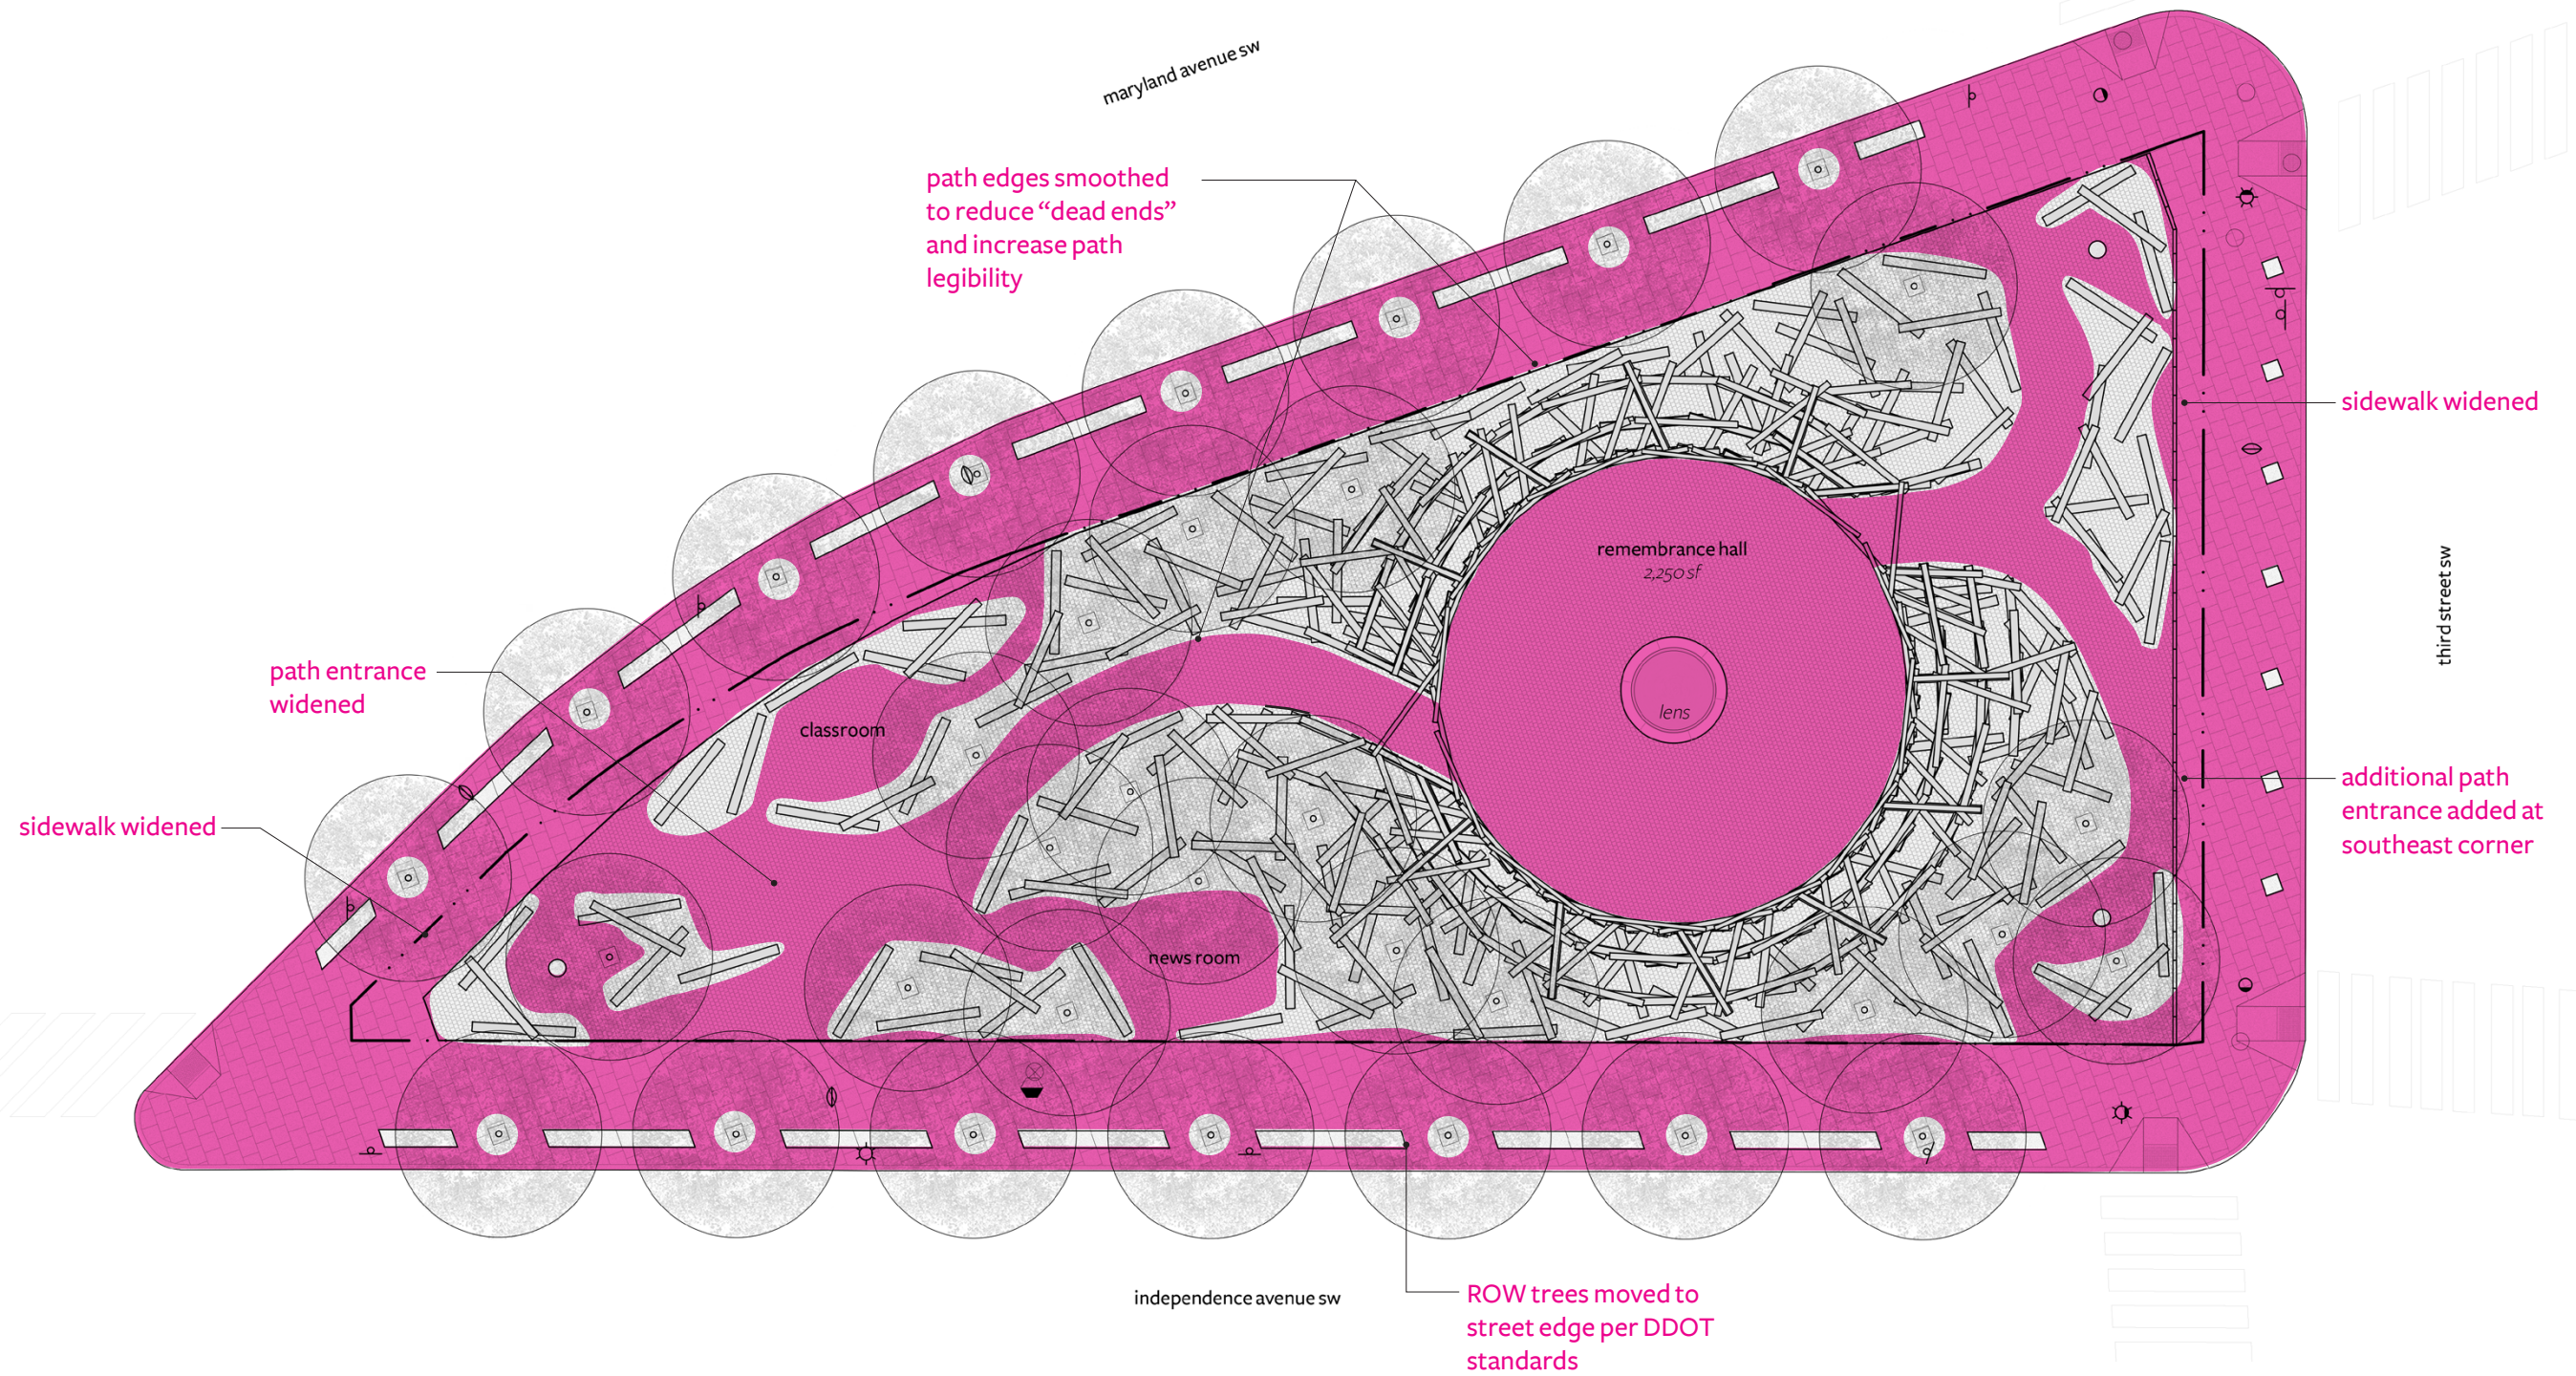 maryland avenue sw
path edges smoothed
to reduce “dead ends”
and increase path
legibility
sidewalk widened
remembrance hall
2,250 sf
third street sw
path entrance
widened
lens
classroom
additional path
entrance added at
southeast corner
sidewalk widened
news room
independence avenue sw
ROW trees moved to
street edge per DDOT
standards